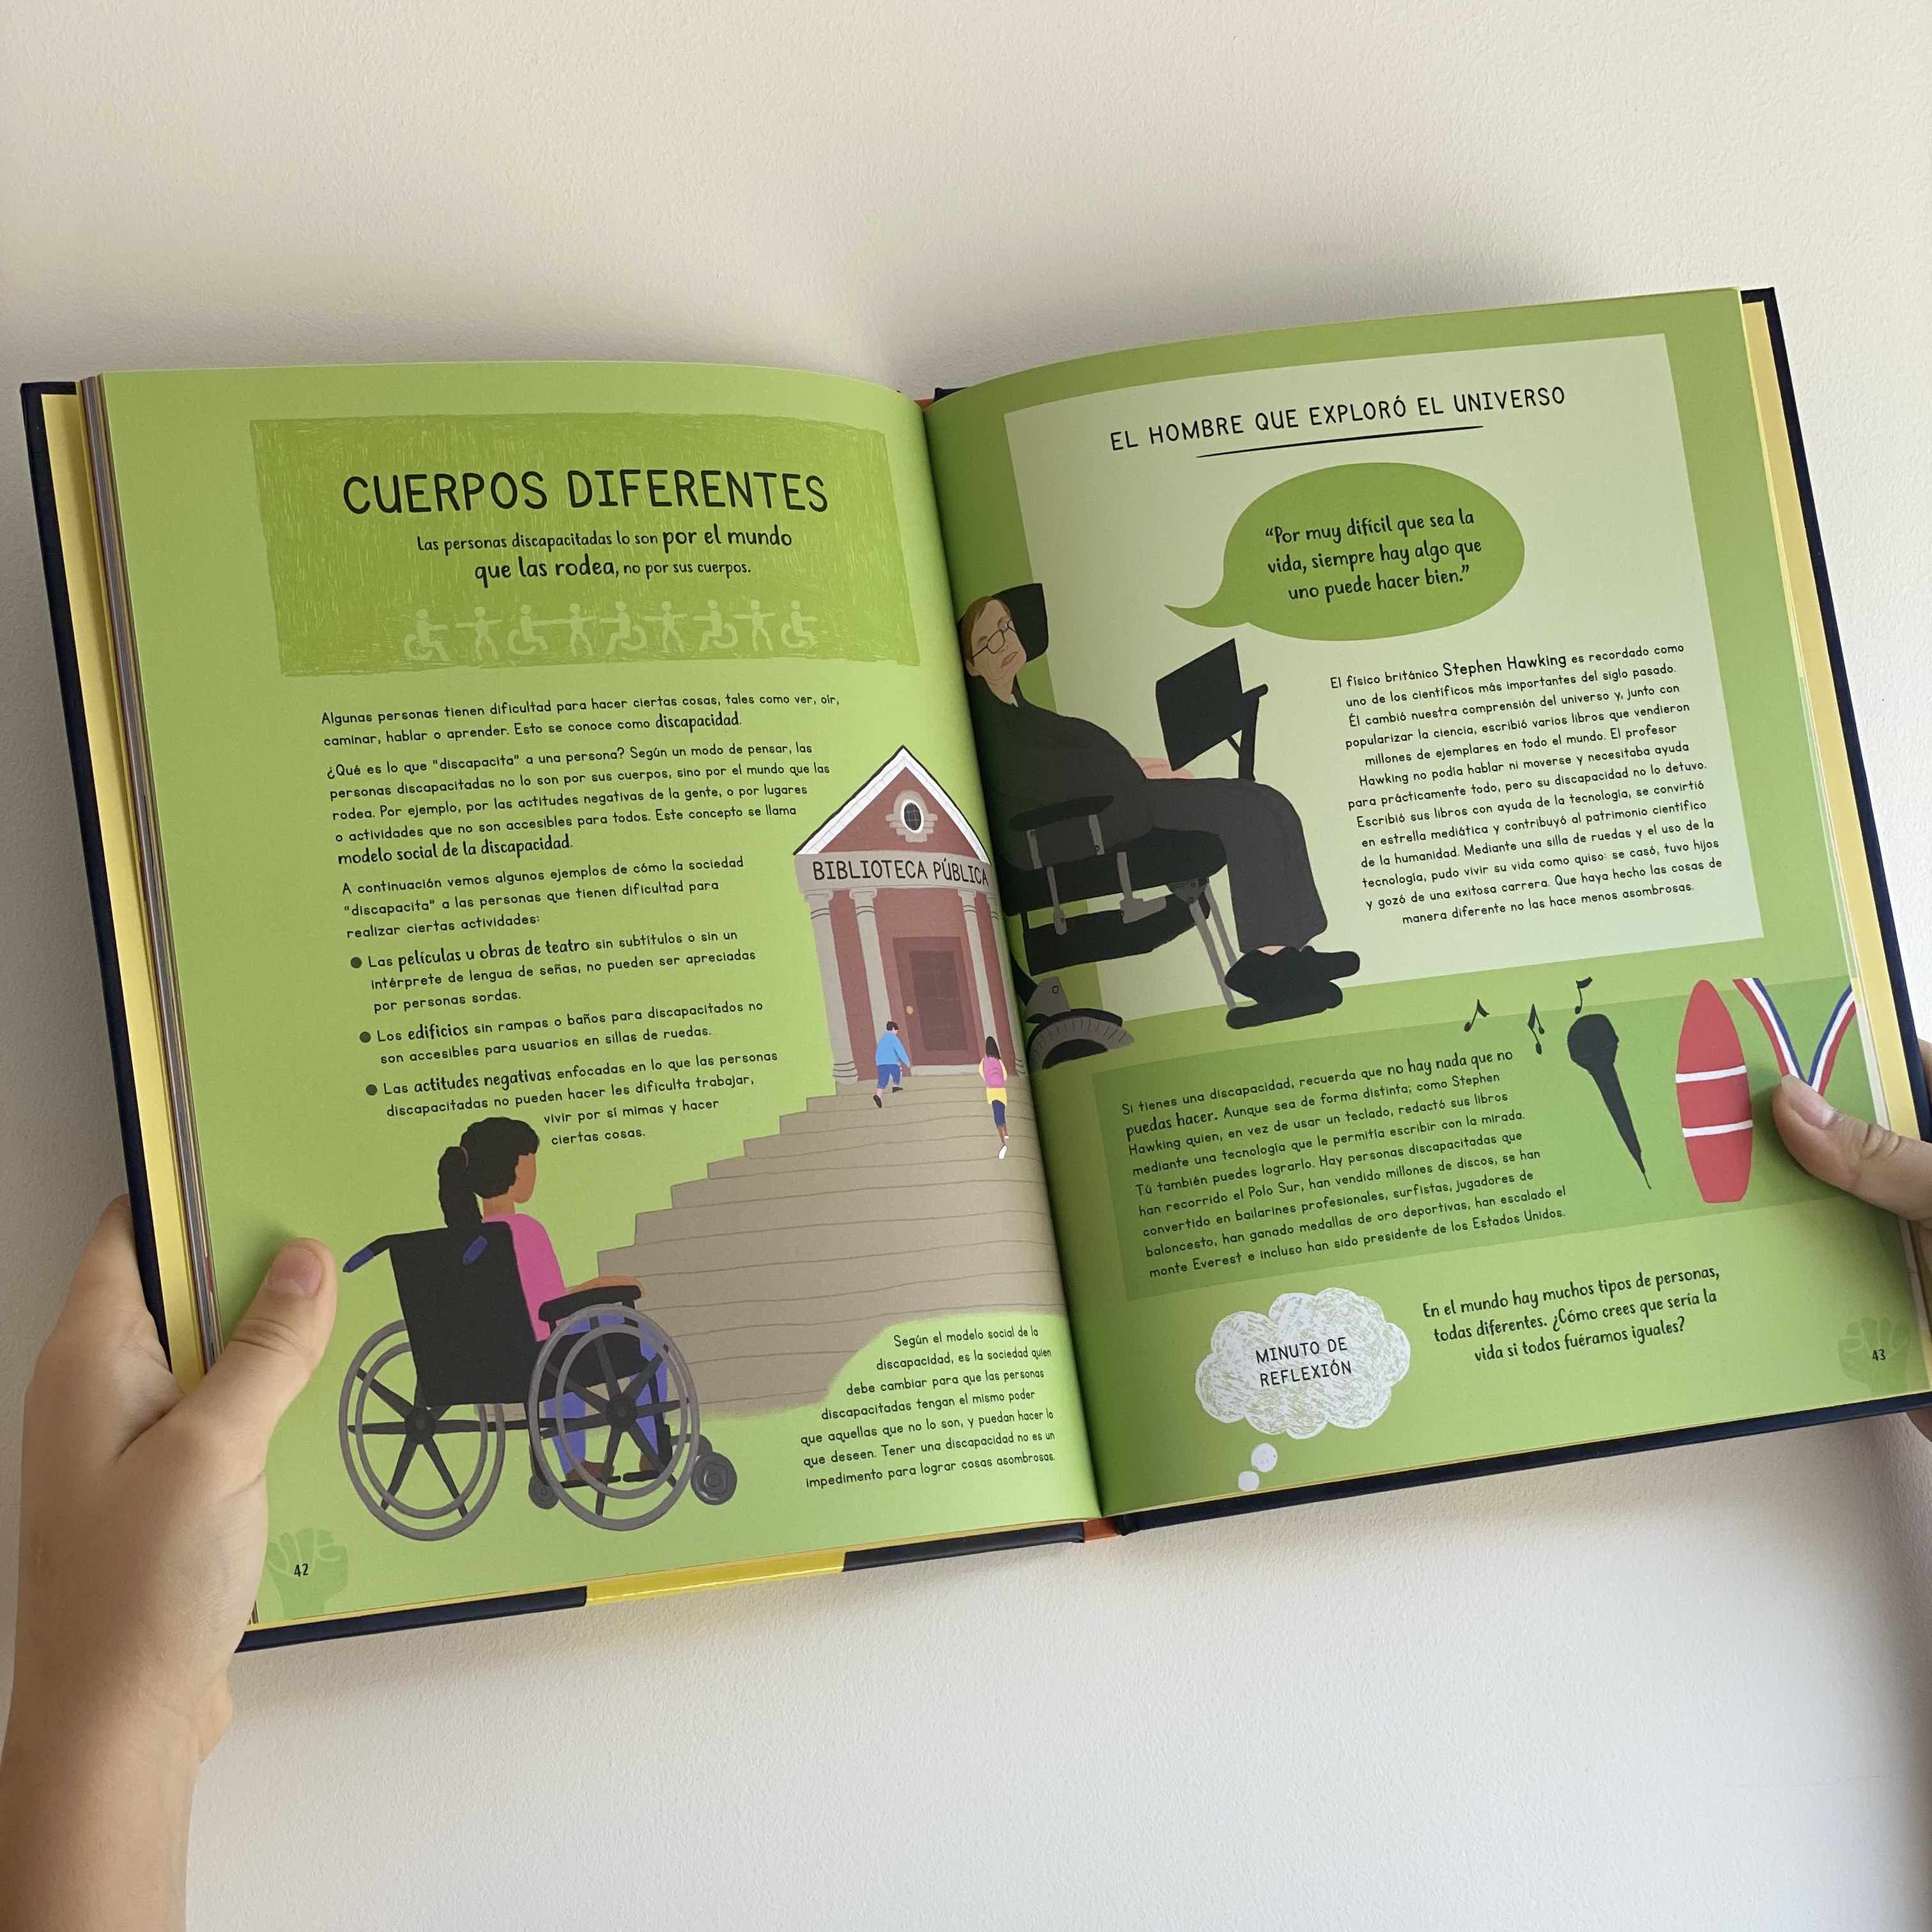 CUERPOS DIFERENTES
Las personas discapacitadas lo son por el mundo
que las rodea, no por sus cuerpos.
Algunas personas tienen dificultad para hacer ciertas cosas, tales como ver, oír,
caminar, hablar o aprender. Esto se conoce como discapacidad.
¿Qué es lo que "discapacita" a una persona? Según un modo de pensar, las
personas discapacitadas no lo son por sus cuerpos, sino por el mundo que las
rodea. Por ejemplo, por las actitudes negativas de la gente, o por lugares
o actividades que no son accesibles para todos. Este concepto se llama
modelo social de la discapacidad.
A continuación vemos algunos ejemplos de cómo la sociedad
"discapacita" a las personas que tienen dificultad para
realizar ciertas actividades:
● Las películas u obras de teatro sin subtítulos o sin un
intérprete de lengua de señas, no pueden ser apreciadas
por personas sordas.
● Los edificios sin rampas o baños para discapacitados no
son accesibles para usuarios en sillas de ruedas.
● Las actitudes negativas enfocadas en lo que las personas
discapacitadas no pueden hacer les dificulta trabajar,
vivir por sí mimas y hacer
ciertas cosas.
BIBLIOTECA PÚBLICA
Según el modelo social de la
discapacidad, es la sociedad quien
debe cambiar para que las personas
discapacitadas tengan el mismo poder
que aquellas que no lo son, y puedan hacer lo
que deseen. Tener una discapacidad no es un
impedimento para lograr cosas asombrosas.
42
EL HOMBRE QUE EXPLORÓ EL UNIVERSO
"Por muy difícil que sea la
vida, siempre hay algo que
uno puede hacer bien."
El físico británico Stephen Hawking es recordado como
uno de los científicos más importantes del siglo pasado.
Él cambió nuestra comprensión del universo y, junto con
popularizar la ciencia, escribió varios libros que vendieron
millones de ejemplares en todo el mundo. El profesor
Hawking no podía hablar ni moverse y necesitaba ayuda
para prácticamente todo, pero su discapacidad no lo detuvo.
Escribió sus libros con ayuda de la tecnología, se convirtió
en estrella mediática y contribuyó al patrimonio científico
de la humanidad. Mediante una silla de ruedas y el uso de la
tecnología, pudo vivir su vida como quiso: se casó, tuvo hijos
y gozó de una exitosa carrera. Que haya hecho las cosas de
manera diferente no las hace menos asombrosas.
Si tienes una discapacidad, recuerda que no hay nada que no
puedas hacer. Aunque sea de forma distinta; como Stephen
Hawking quien, en vez de usar un teclado, redactó sus libros
mediante una tecnología que le permitía escribir con la mirada.
Tú también puedes lograrlo. Hay personas discapacitadas que
han recorrido el Polo Sur, han vendido millones de discos, se han
convertido en bailarines profesionales, surfistas, jugadores de
baloncesto, han ganado medallas de oro deportivas, han escalado el
monte Everest e incluso han sido presidente de los Estados Unidos.
MINUTO DE
REFLEXIÓN
En el mundo hay muchos tipos de personas,
todas diferentes. ¿Cómo crees que sería la
vida si todos fuéramos iguales?
43